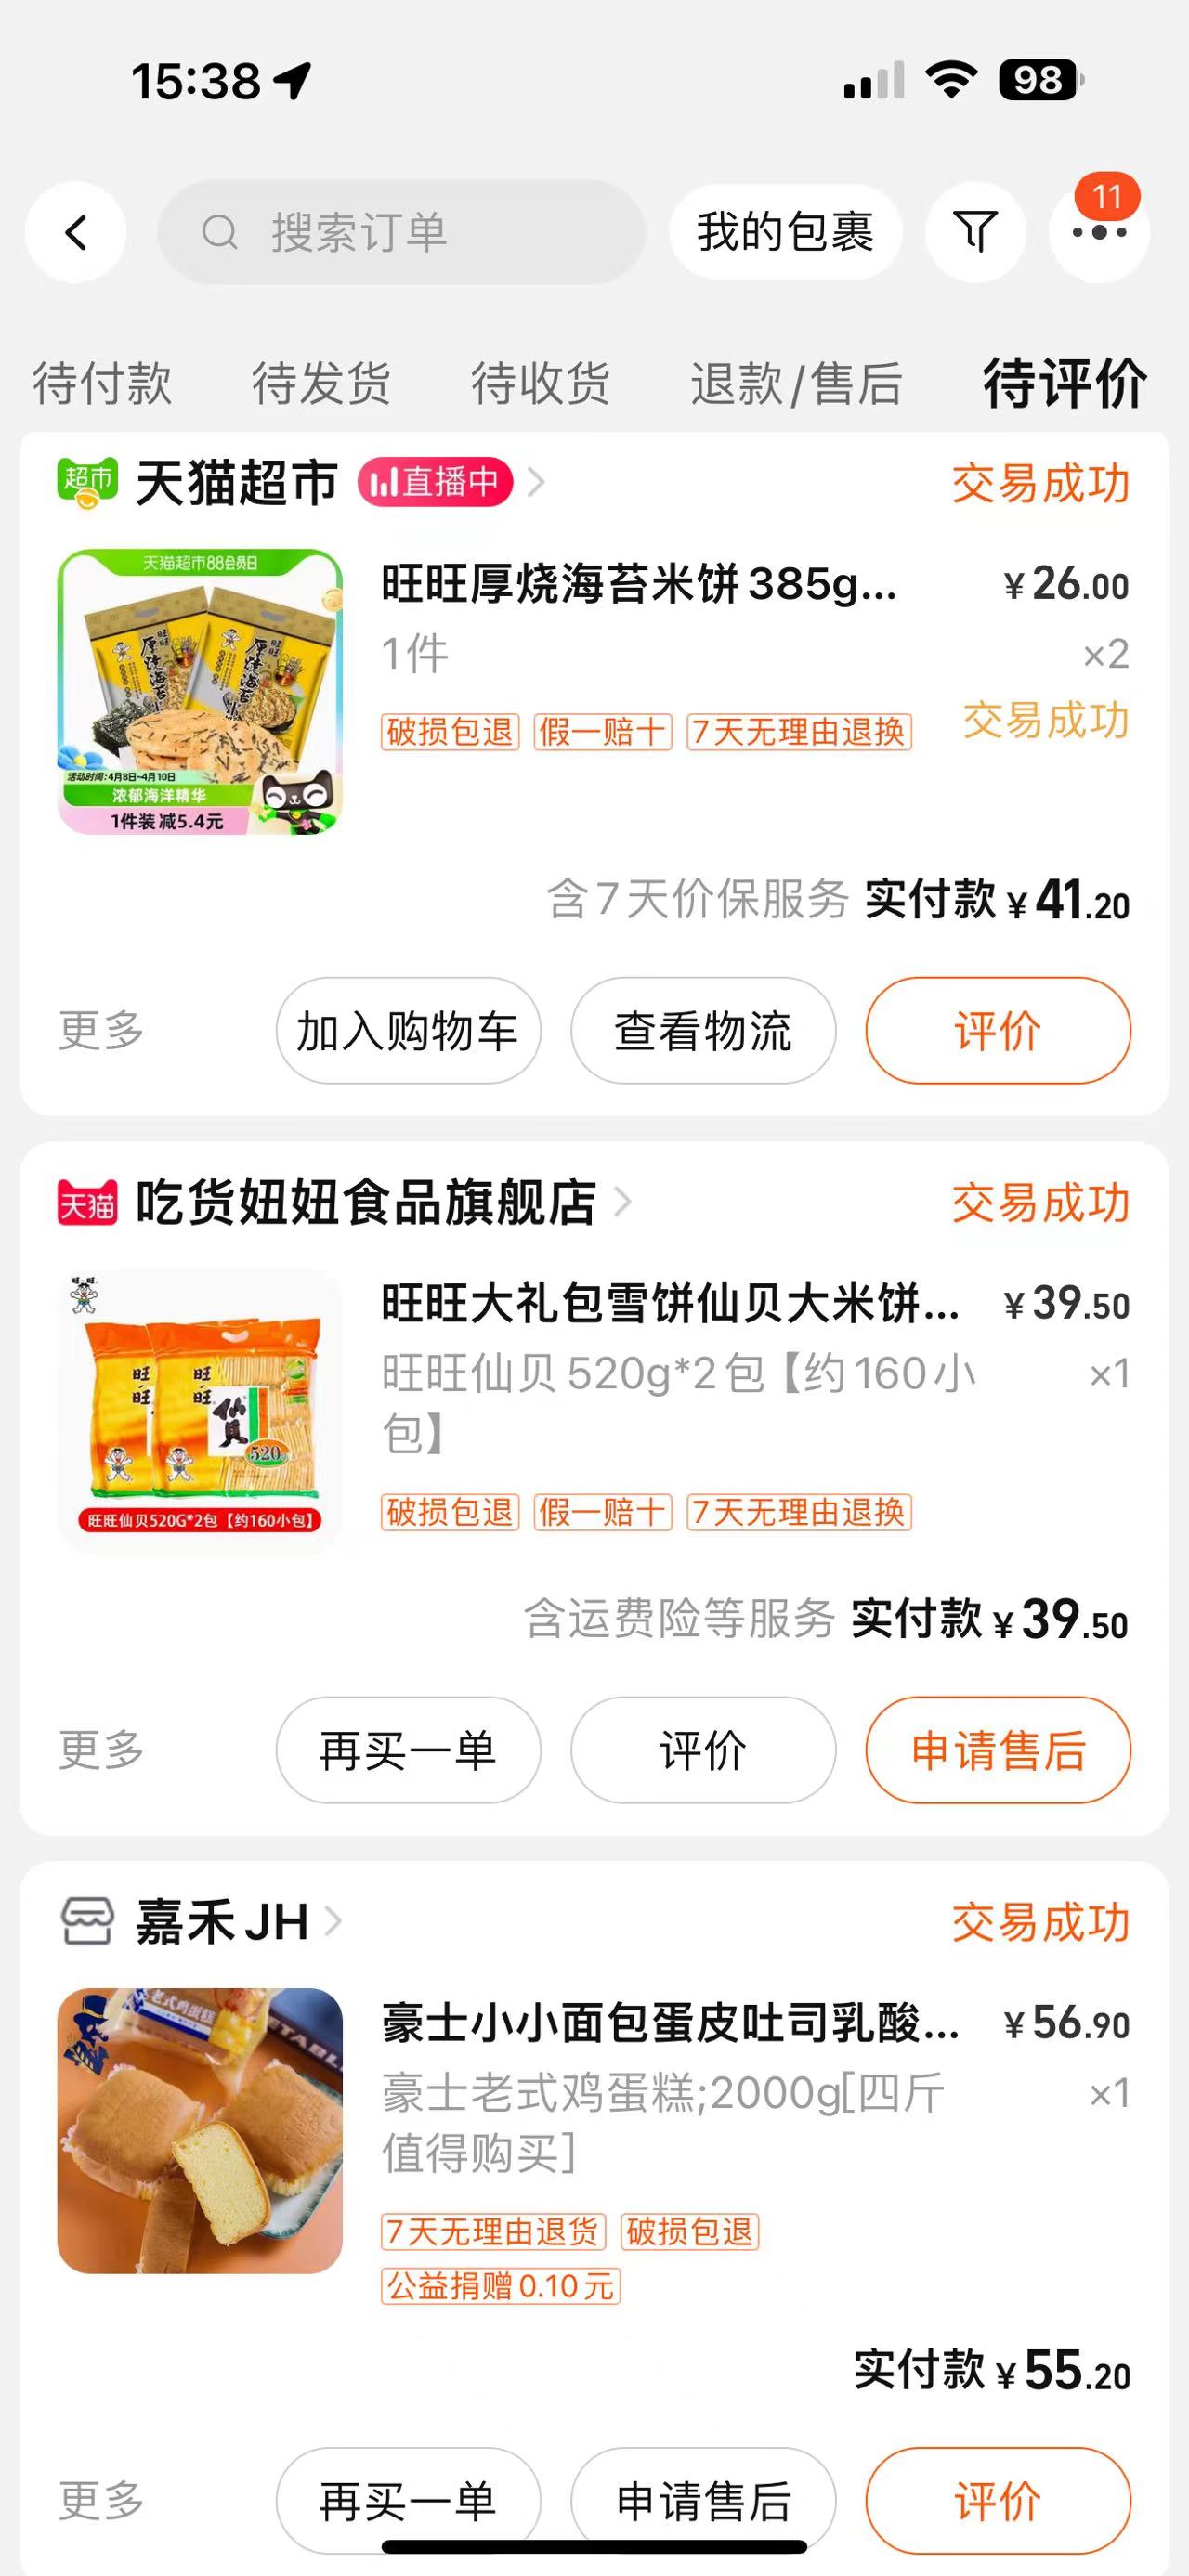 15:38
98
搜索订单
我的包裹
11
待付款 待发货 待收货 退款/售后 待评价
超市 天猫超市 直播中 交易成功
天猫超市88会员日
旺旺
厚烧海苔
旺旺
厚烧海苔米
活动时间:4月8日~4月10日
浓郁海洋精华
1件装 减5.4元
旺旺厚烧海苔米饼385g... ¥26.00
1件 ×2
破损包退 假一赔十 7天无理由退换 交易成功
含7天价保服务 实付款 ¥41.20
更多 加入购物车 查看物流 评价
天猫 吃货妞妞食品旗舰店 交易成功
旺旺
旺旺
旺旺
仙贝
520
旺旺仙贝520G*2包【约160小包】
旺旺大礼包雪饼仙贝大米饼... ¥39.50
旺旺仙贝520g*2包【约160小 ×1
包】
破损包退 假一赔十 7天无理由退换
含运费险等服务 实付款 ¥39.50
更多 再买一单 评价 申请售后
嘉禾JH 交易成功
老式鸡蛋糕
ETABL
豪士小小面包蛋皮吐司乳酸... ¥56.90
豪士老式鸡蛋糕;2000g[四斤 ×1
值得购买]
7天无理由退货 破损包退
公益捐赠0.10元
实付款 ¥55.20
更多 再买一单 申请售后 评价